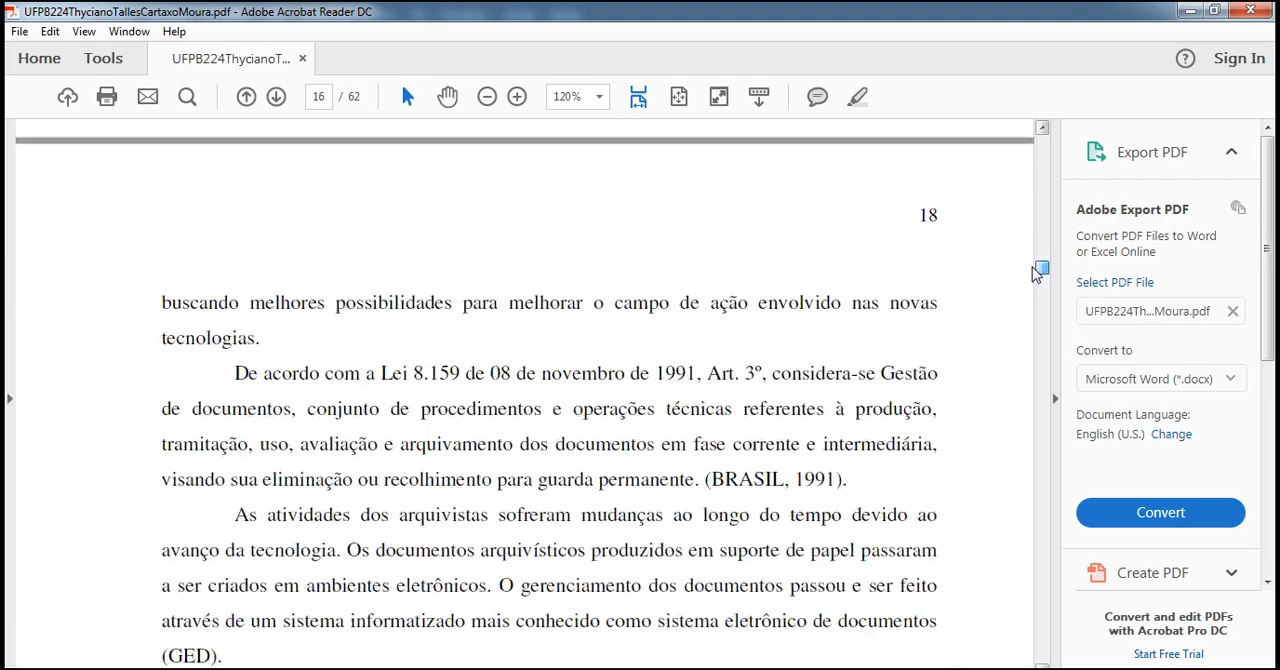 UFPB224ThycianoTallesCartaxoMoura.pdf - Adobe Acrobat Reader DC
File Edit View Window Help
Home Tools UFPB224ThycianoT... × Sign In
16 / 62 120%
18
buscando melhores possibilidades para melhorar o campo de ação envolvido nas novas
tecnologias.
De acordo com a Lei 8.159 de 08 de novembro de 1991, Art. 3º, considera-se Gestão
de documentos, conjunto de procedimentos e operações técnicas referentes à produção,
tramitação, uso, avaliação e arquivamento dos documentos em fase corrente e intermediária,
visando sua eliminação ou recolhimento para guarda permanente. (BRASIL, 1991).
As atividades dos arquivistas sofreram mudanças ao longo do tempo devido ao
avanço da tecnologia. Os documentos arquivísticos produzidos em suporte de papel passaram
a ser criados em ambientes eletrônicos. O gerenciamento dos documentos passou e ser feito
através de um sistema informatizado mais conhecido como sistema eletrônico de documentos
(GED).
Export PDF
Adobe Export PDF
Convert PDF Files to Word
or Excel Online
Select PDF File
UFPB224Th...Moura.pdf
Convert to
Microsoft Word (*.docx)
Document Language:
English (U.S.) Change
Convert
Create PDF
Convert and edit PDFs
with Acrobat Pro DC
Start Free Trial